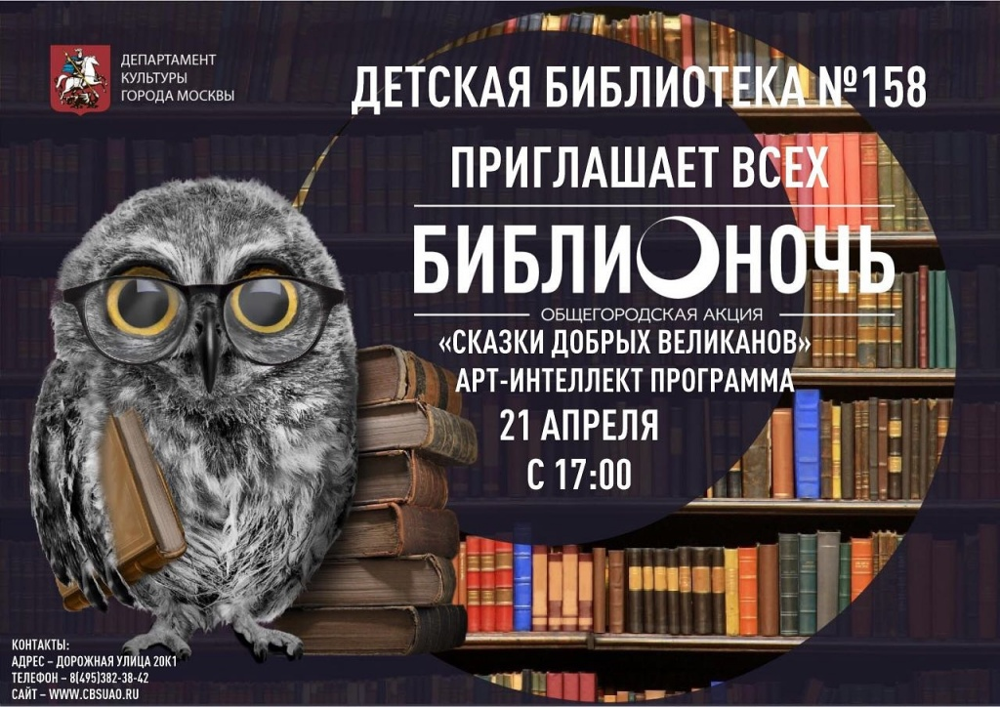 ДЕПАРТАМЕНТ
КУЛЬТУРЫ
ГОРОДА МОСКВЫ
ДЕТСКАЯ БИБЛИОТЕКА №158
ПРИГЛАШАЕТ ВСЕХ
БИБЛИОНОЧЬ
ОБЩЕГОРОДСКАЯ АКЦИЯ
«СКАЗКИ ДОБРЫХ ВЕЛИКАНОВ»
АРТ-ИНТЕЛЛЕКТ ПРОГРАММА
21 АПРЕЛЯ
С 17:00
КОНТАКТЫ:
АДРЕС – ДОРОЖНАЯ УЛИЦА 20К1
ТЕЛЕФОН – 8(495)382-38-42
САЙТ – WWW.CBSUAO.RU